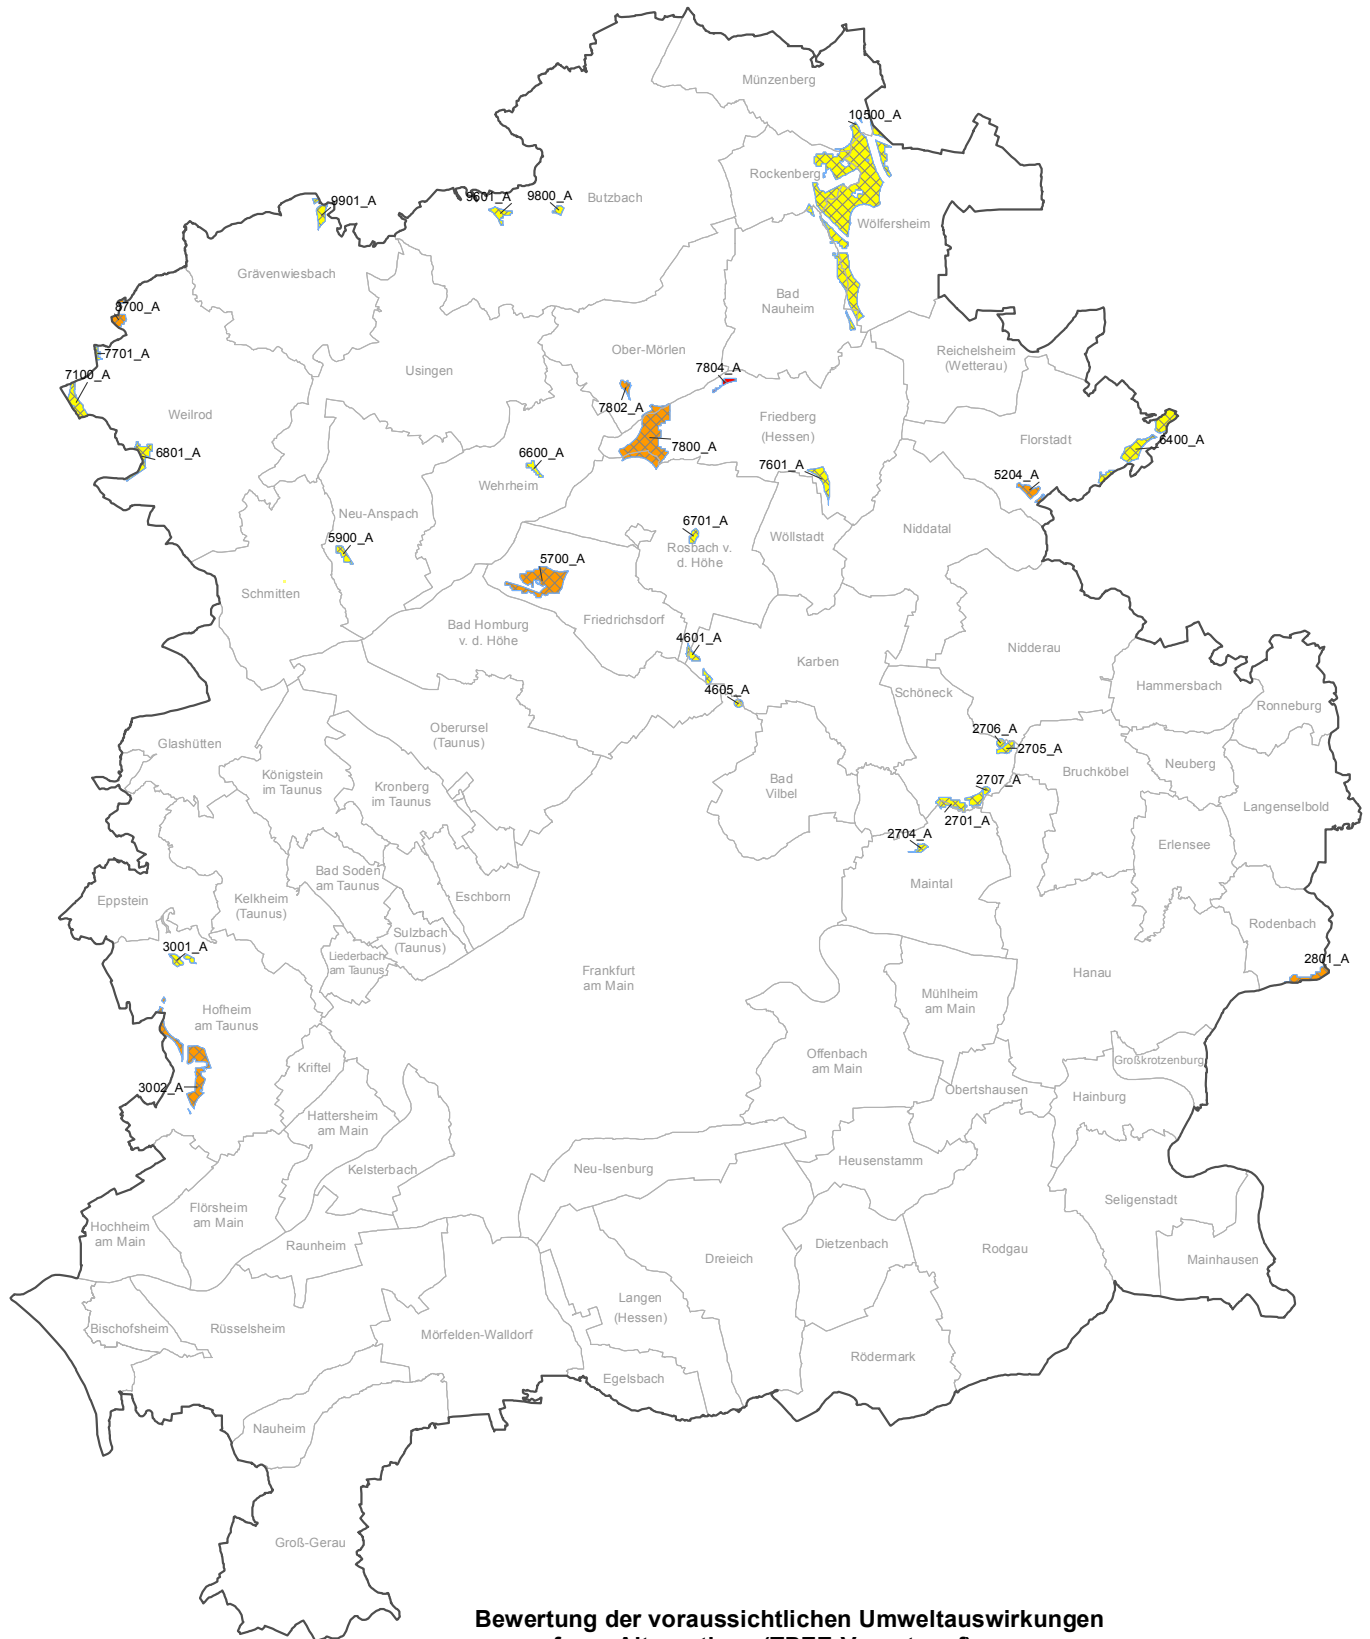 Münzenberg
10500_A
Rockenberg
Butzbach
Wölfersheim
9901_A
9601_A
9800_A
Grävenwiesbach
Bad
Nauheim
8700_A
7701_A
7100_A
Weilrod
6801_A
Usingen
Ober-Mörlen
7804_A
7802_A
7800_A
Reichelsheim
(Wetterau)
Friedberg
(Hessen)
Florstadt
6400_A
5204_A
7601_A
6600_A
Wehrheim
Neu-Anspach
5900_A
6701_A
Rosbach v.
d. Höhe
Wöllstadt
Niddatal
5700_A
Schmitten
Friedrichsdorf
Bad Homburg
v. d. Höhe
4601_A
4605_A
Karben
Nidderau
Schöneck
Hammersbach
Ronneburg
Glashütten
Oberursel
(Taunus)
Königstein
im Taunus
Kronberg
im Taunus
Bad
Vilbel
2706_A
2705_A
2707_A
2701_A
2704_A
Bruchköbel
Neuberg
Langenselbold
Erlensee
Maintal
Eppstein
Kelkheim
(Taunus)
Bad Soden
am Taunus
Eschborn
Sulzbach
(Taunus)
Liederbach
am Taunus
Rodenbach
2801_A
Hanau
3001_A
Hofheim
am Taunus
Frankfurt
am Main
Mühlheim
am Main
3002_A
Kriftel
Offenbach
am Main
Großkrotzenburg
Obertshausen
Hainburg
Hattersheim
am Main
Kelsterbach
Neu-Isenburg
Heusenstamm
Seligenstadt
Flörsheim
am Main
Hochheim
am Main
Raunheim
Dreieich
Dietzenbach
Rodgau
Mainhausen
Bischofsheim
Rüsselsheim
Mörfelden-Walldorf
Langen
(Hessen)
Rödermark
Egelsbach
Nauheim
Groß-Gerau
Bewertung der voraussichtlichen Umweltauswirkungen